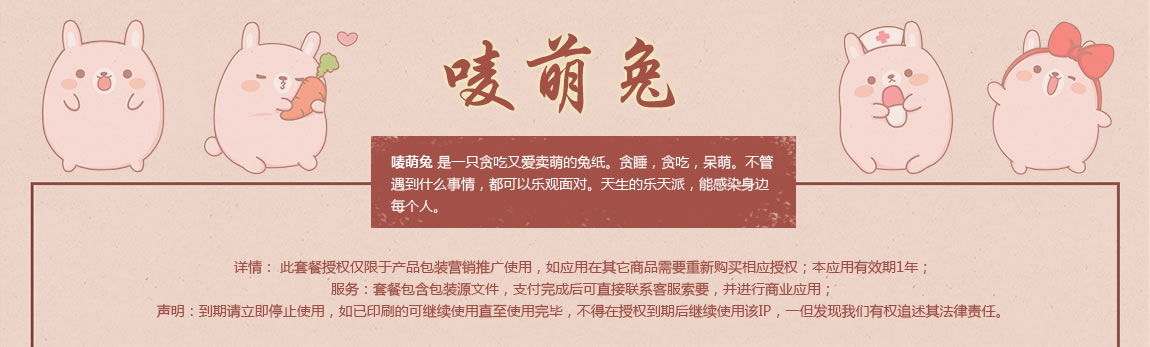 唛萌兔
唛萌兔 是一只贪吃又爱卖萌的兔纸。贪睡，贪吃，呆萌。不管
遇到什么事情，都可以乐观面对。天生的乐天派，能感染身边
每个人。
详情： 此套餐授权仅限于产品包装营销推广使用，如应用在其它商品需要重新购买相应授权；本应用有效期1年；
服务：套餐包含包装源文件，支付完成后可直接联系客服索要，并进行商业应用；
声明：到期请立即停止使用，如已印刷的可继续使用直至使用完毕，不得在授权到期后继续使用该IP，一但发现我们有权追述其法律责任。